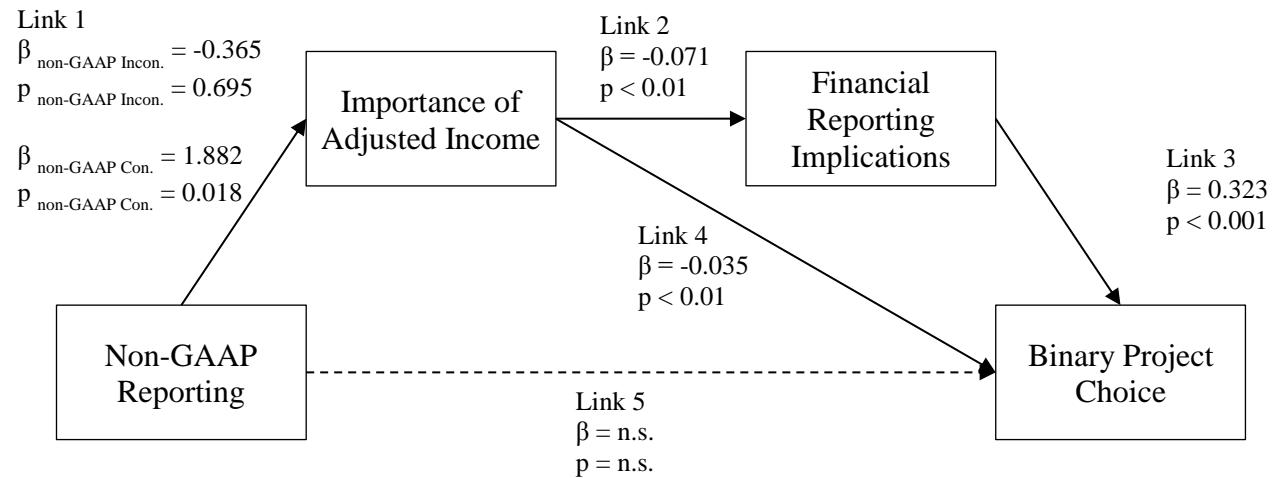 Link 1
β non-GAAP Incon. = -0.365
p non-GAAP Incon. = 0.695
β non-GAAP Con. = 1.882
p non-GAAP Con. = 0.018
Importance of
Adjusted Income
Link 2
β = -0.071
p < 0.01
Financial
Reporting
Implications
Link 3
β = 0.323
p < 0.001
Link 4
β = -0.035
p < 0.01
Non-GAAP
Reporting
Link 5
β = n.s.
p = n.s.
Binary Project
Choice